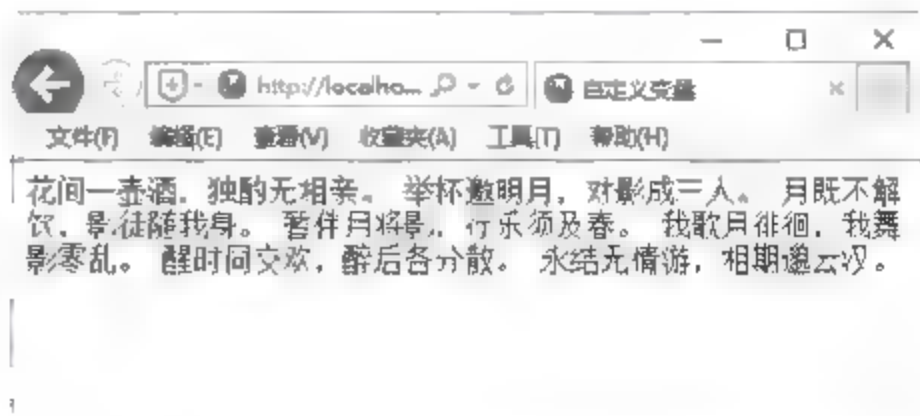 http://localho...
自定义变量
文件(F) 编辑(E) 查看(V) 收藏夹(A) 工具(T) 帮助(H)
花间一壶酒，独酌无相亲。 举杯邀明月，对影成三人。 月既不解
饮，影徒随我身。 暂伴月将影，行乐须及春。 我歌月徘徊，我舞
影零乱。 醒时同交欢，醉后各分散。 永结无情游，相期邈云汉。